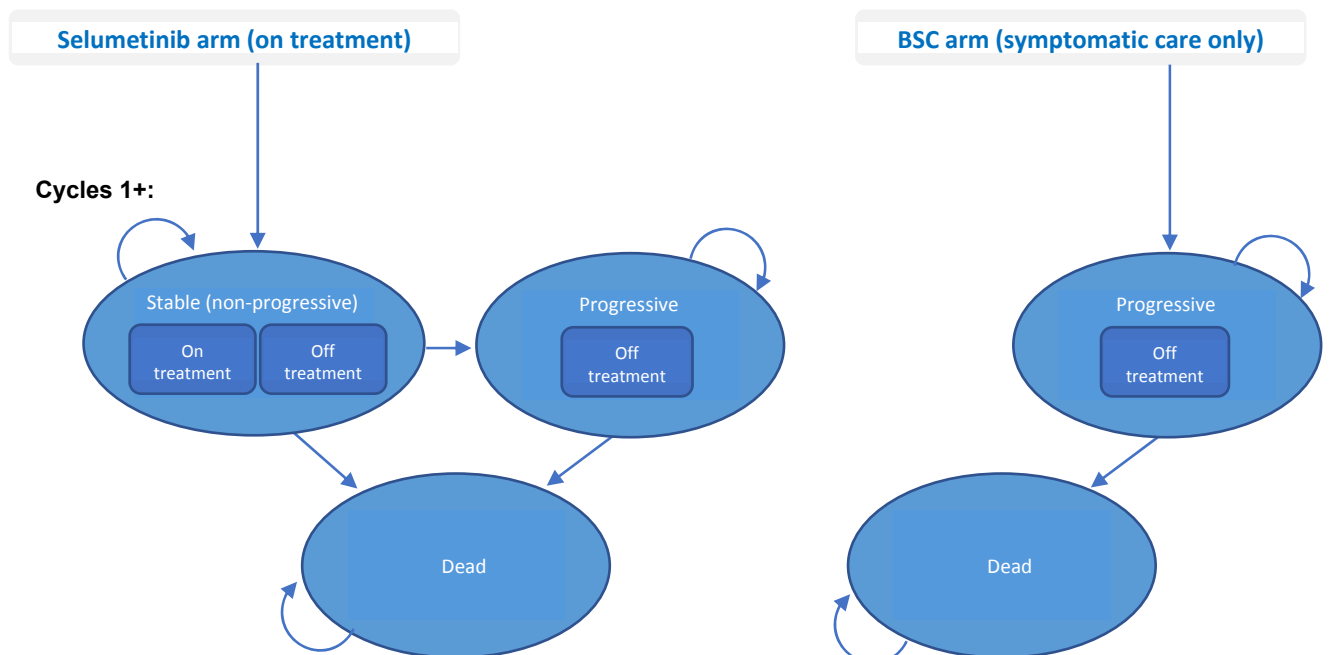 Selumetinib arm (on treatment)
BSC arm (symptomatic care only)
Cycles 1+:
Stable (non-progressive)
On
treatment
Off
treatment
Progressive
Off
treatment
Progressive
Off
treatment
Dead
Dead